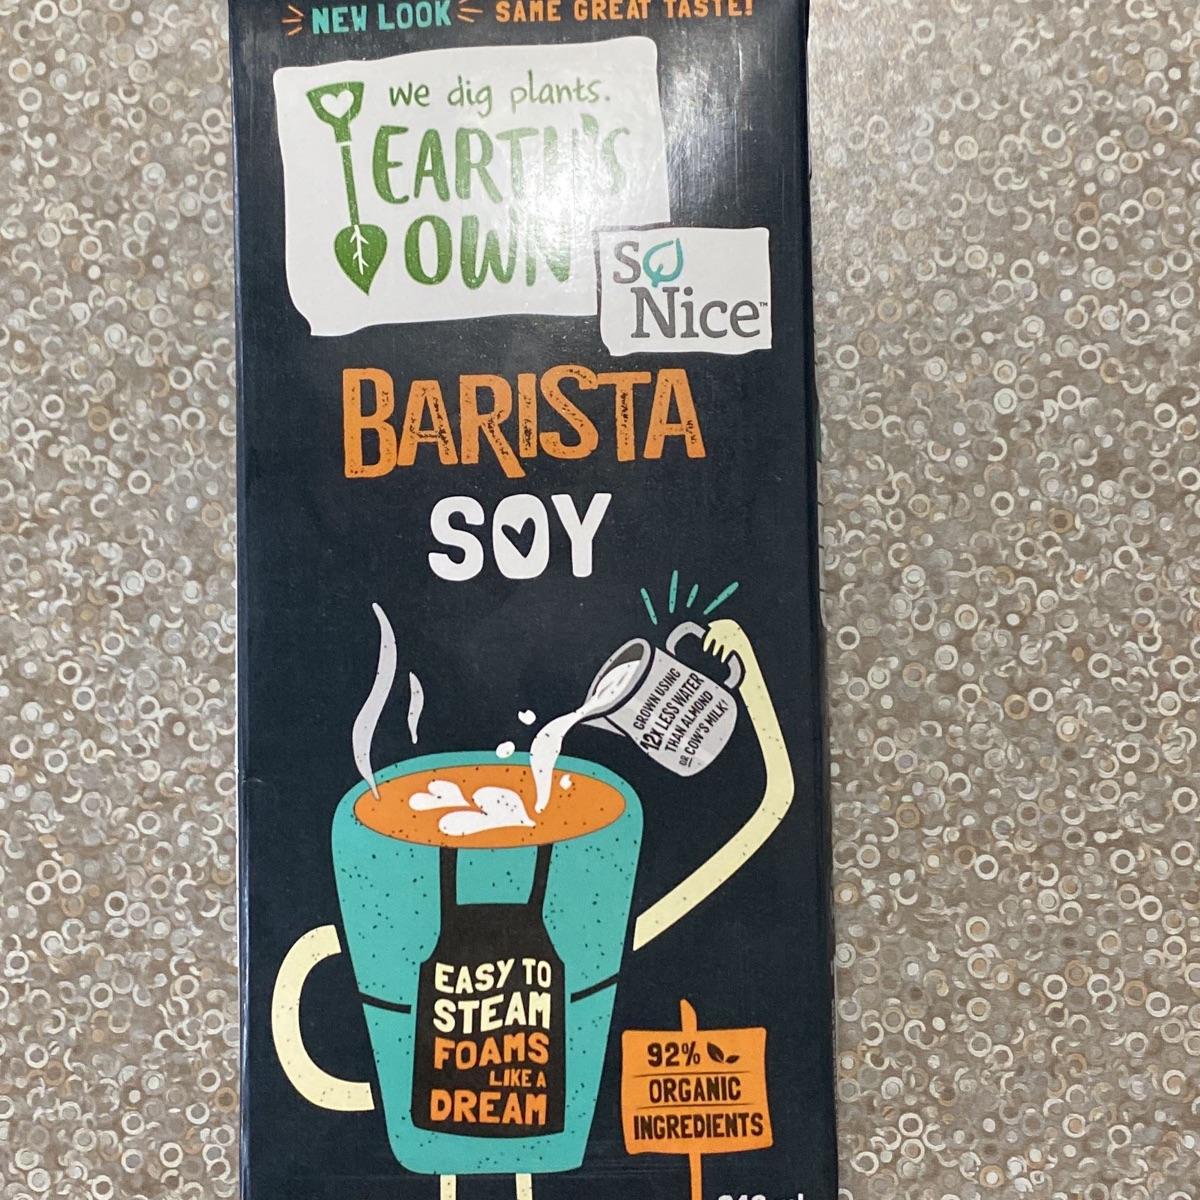 NEW LOOK SAME GREAT TASTE!
we dig plants.
EARTH'S
OWN
SO
Nice™
BARISTA
SOY
GROWN USING
12X LESS WATER
THAN ALMOND
OR COW'S MILK!
EASY TO
STEAM
FOAMS
LIKE A
DREAM
92%
ORGANIC
INGREDIENTS